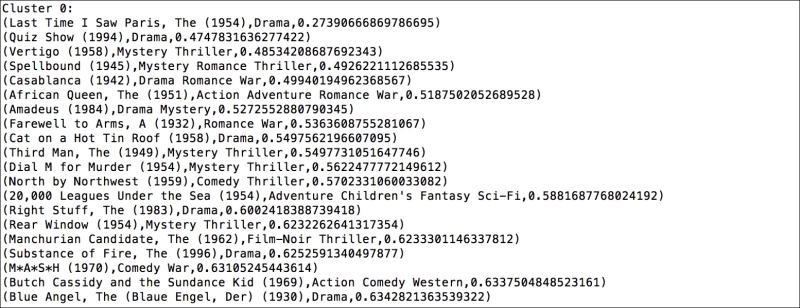 Cluster 0:
(Last Time I Saw Paris, The (1954),Drama,0.27390666869786695)
(Quiz Show (1994),Drama,0.4747831636277422)
(Vertigo (1958),Mystery Thriller,0.48534208687692343)
(Spellbound (1945),Mystery Romance Thriller,0.4926221112685535)
(Casablanca (1942),Drama Romance War,0.49940194962368567)
(African Queen, The (1951),Action Adventure Romance War,0.5187502052689528)
(Amadeus (1984),Drama Mystery,0.5272552880790345)
(Farewell to Arms, A (1932),Romance War,0.5363608755281067)
(Cat on a Hot Tin Roof (1958),Drama,0.5497562196607095)
(Third Man, The (1949),Mystery Thriller,0.5497731051647746)
(Dial M for Murder (1954),Mystery Thriller,0.5622477772149612)
(North by Northwest (1959),Comedy Thriller,0.5702331060033082)
(20,000 Leagues Under the Sea (1954),Adventure Children's Fantasy Sci-Fi,0.5881687768024192)
(Right Stuff, The (1983),Drama,0.6002418388739418)
(Rear Window (1954),Mystery Thriller,0.6232262641317354)
(Manchurian Candidate, The (1962),Film-Noir Thriller,0.6233301146337812)
(Substance of Fire, The (1996),Drama,0.6252591340497877)
(M*A*S*H (1970),Comedy War,0.63105245443614)
(Butch Cassidy and the Sundance Kid (1969),Action Comedy Western,0.6337504848523161)
(Blue Angel, The (Blaue Engel, Der) (1930),Drama,0.6342821363539322)